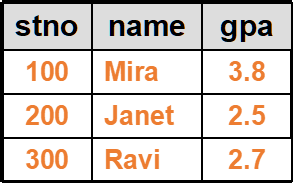 stno name gpa
100 Mira 3.8
200 Janet 2.5
300 Ravi 2.7